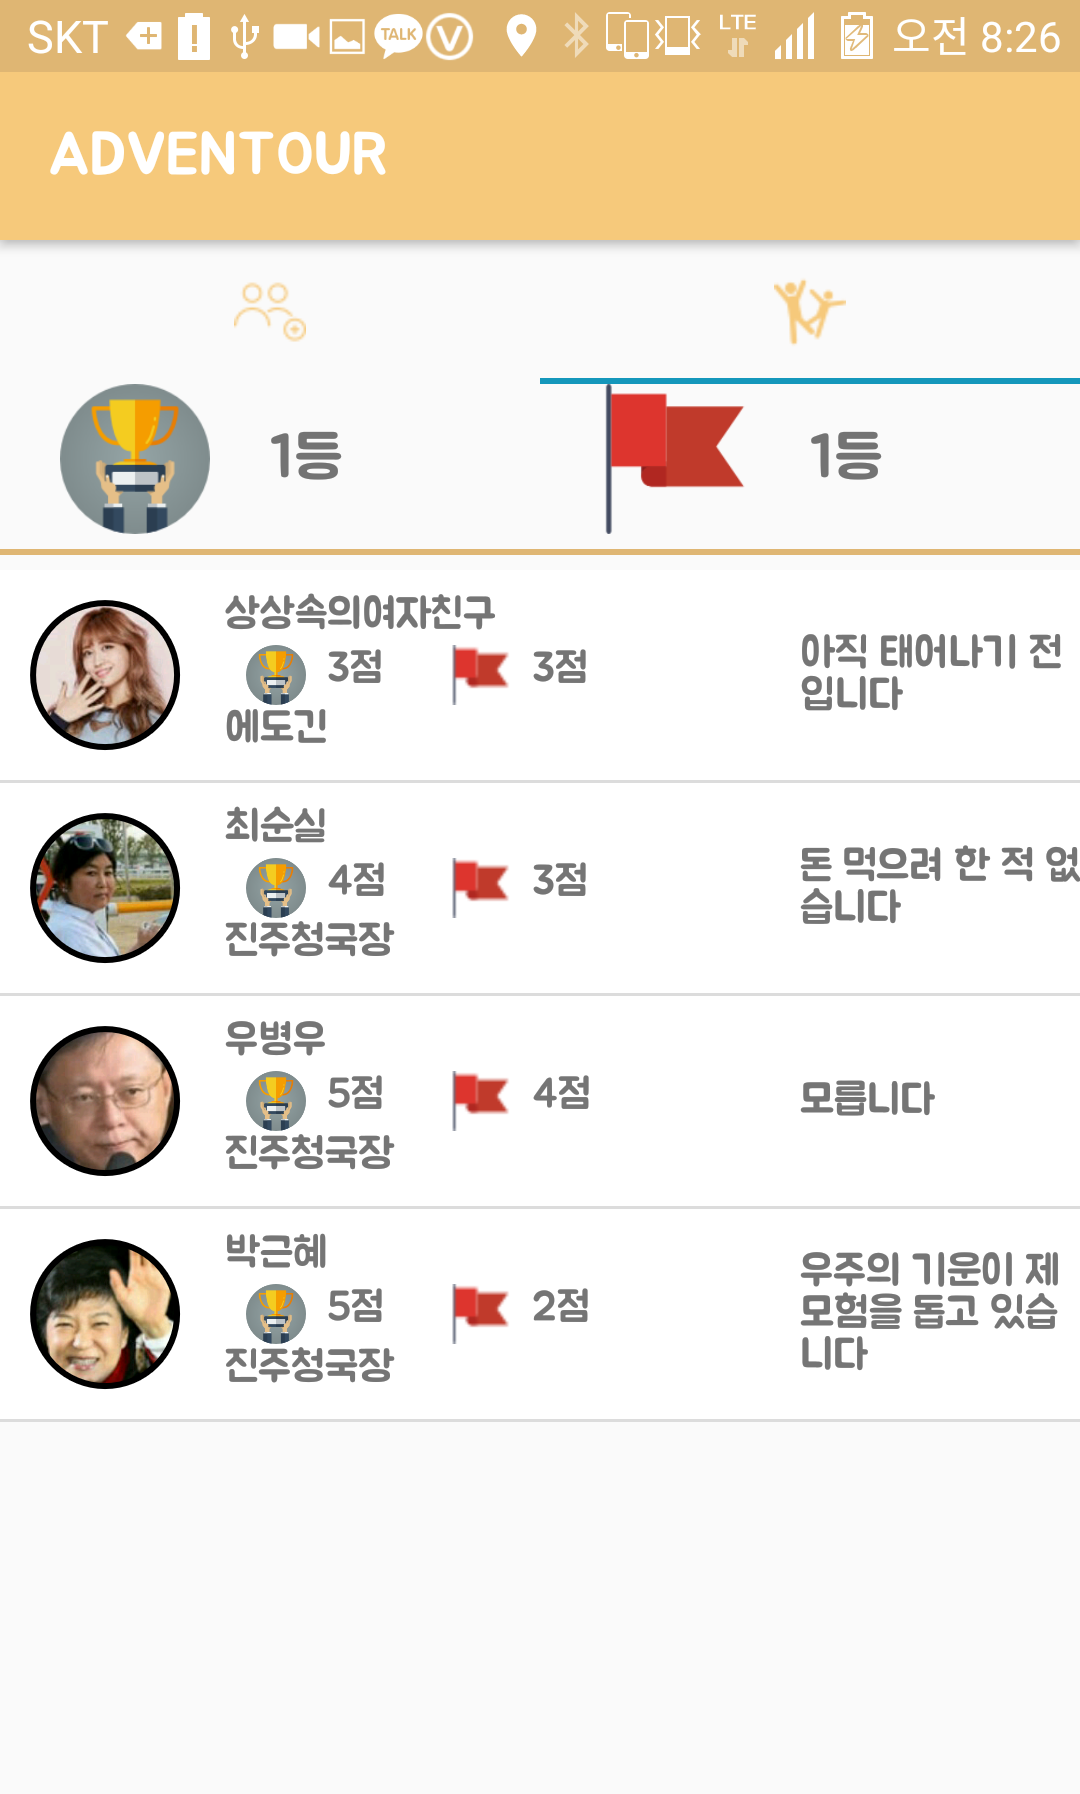 SKT TALK V LTE 오전 8:26
ADVENTOUR
1등 1등
상상속의여자친구
3점 3점
에도긴
아직 태어나기 전
입니다
최순실
4점 3점
진주청국장
돈 먹으려 한 적 없
습니다
우병우
5점 4점
진주청국장
모릅니다
박근혜
5점 2점
진주청국장
우주의 기운이 제
모험을 돕고 있습
니다